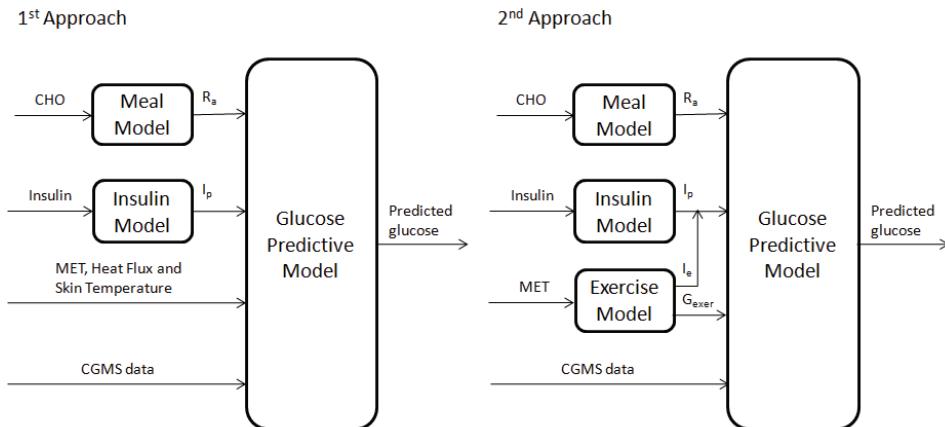 1st Approach
CHO
Meal
Model
Ra
Insulin
Insulin
Model
Ip
MET, Heat Flux and
Skin Temperature
CGMS data
Glucose
Predictive
Model
Predicted
glucose
2nd Approach
CHO
Meal
Model
Ra
Insulin
Insulin
Model
Ip
MET
Exercise
Model
Ie
Gexer
CGMS data
Glucose
Predictive
Model
Predicted
glucose